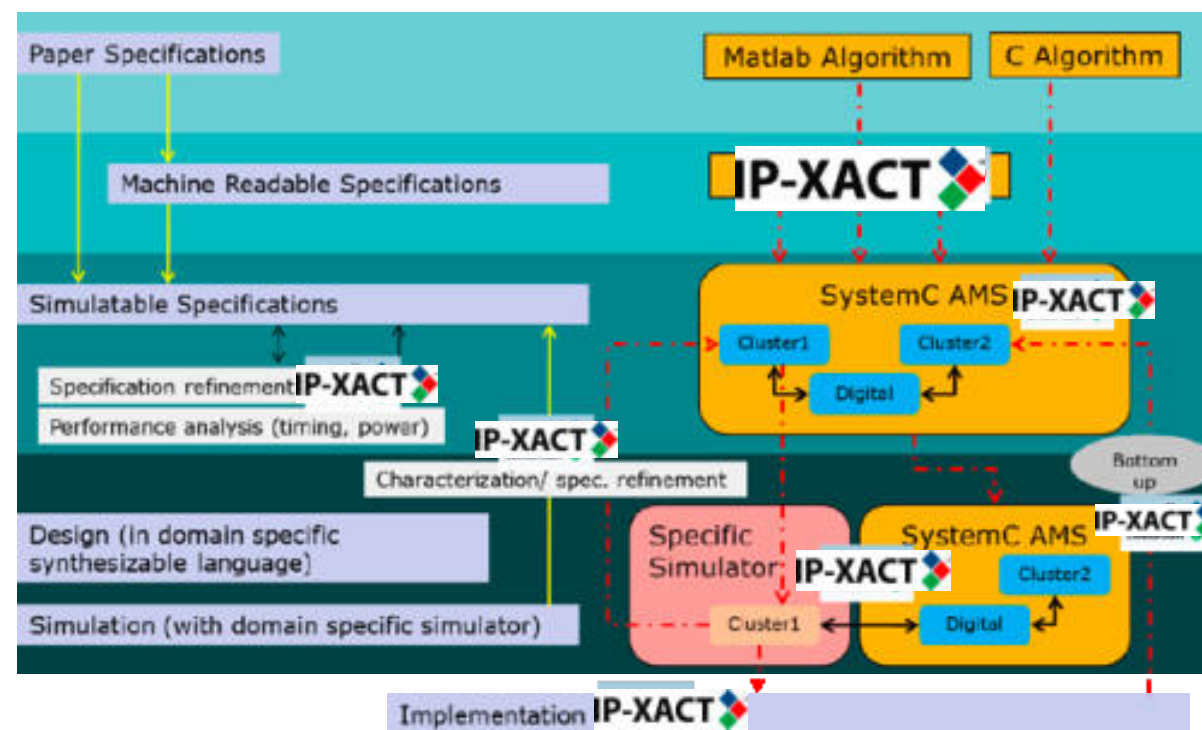 Paper Specifications
Matlab Algorithm
C Algorithm
Machine Readable Specifications
IP-XACT
Simulatable Specifications
SystemC AMS IP-XACT
Cluster1
Cluster2
Digital
Specification refinement IP-XACT
Performance analysis (timing, power)
IP-XACT
Characterization/ spec. refinement
Bottom
up
IP-XACT
Design (in domain specific
synthesizable language)
Specific
Simulator
IP-XACT
SystemC AMS
Cluster2
Simulation (with domain specific simulator)
Cluster1
Digital
Implementation IP-XACT